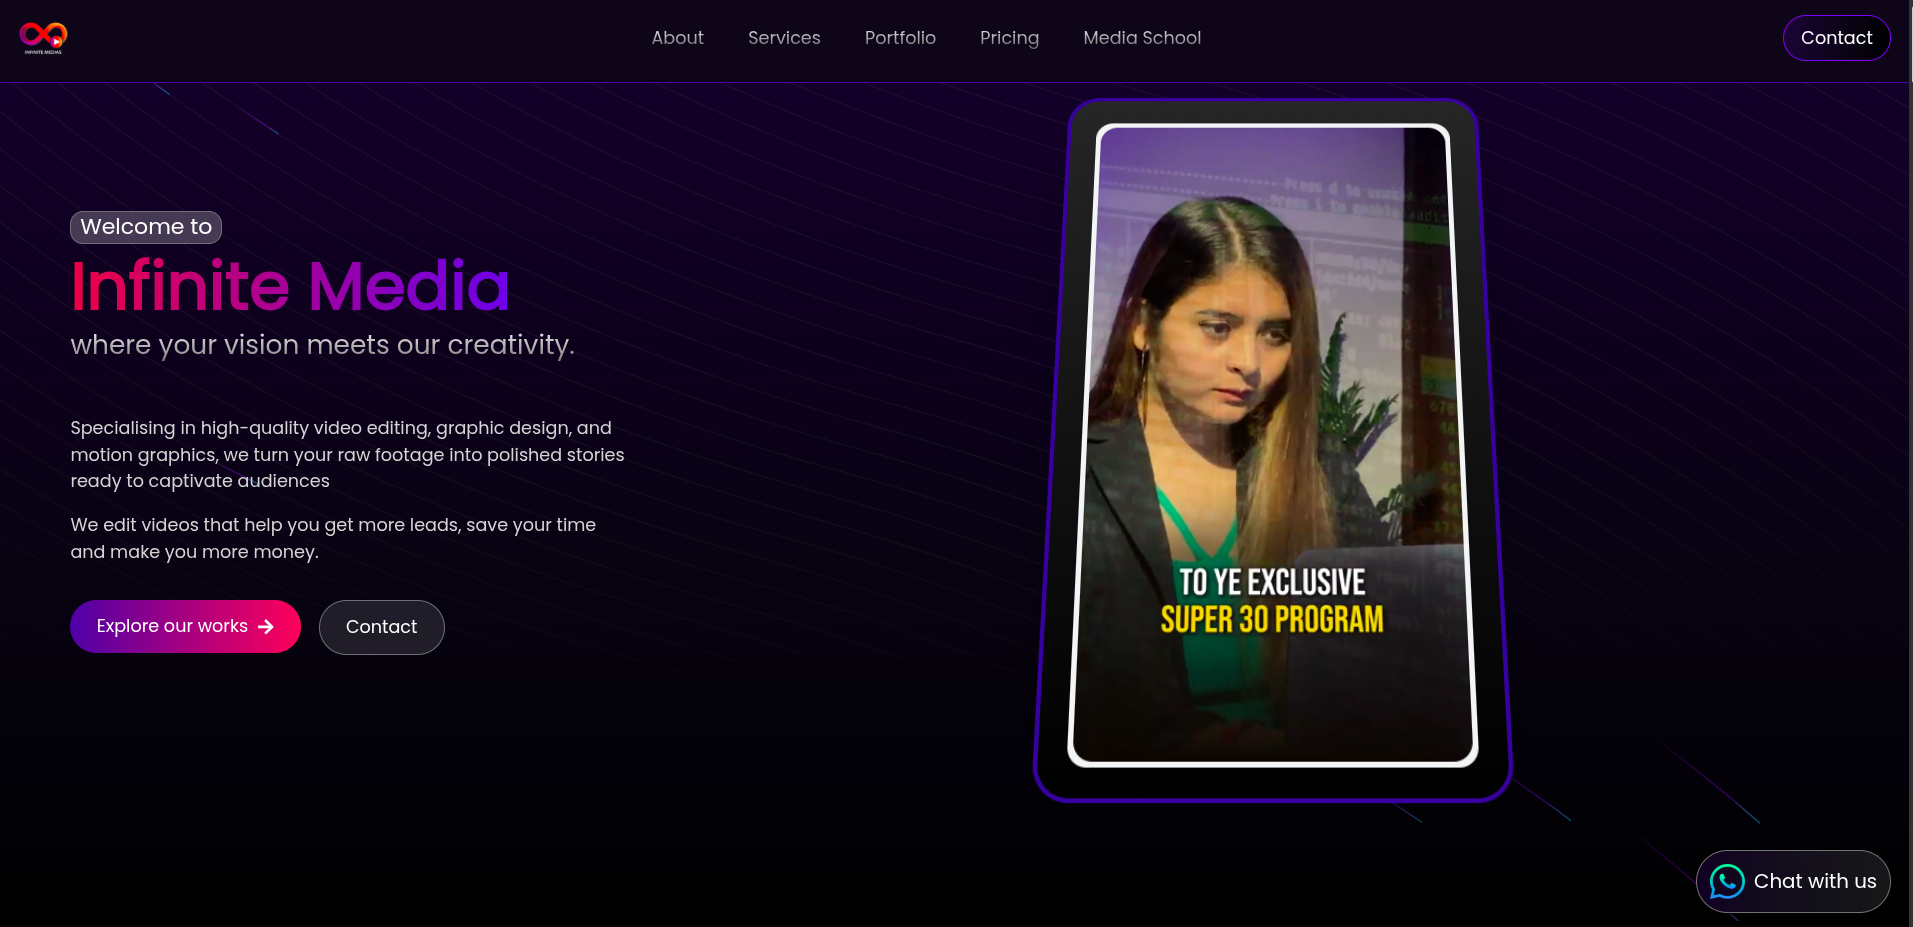 INFINITE MEDIAS
About
Services
Portfolio
Pricing
Media School
Contact
Welcome to
Infinite Media
where your vision meets our creativity.
Specialising in high-quality video editing, graphic design, and
motion graphics, we turn your raw footage into polished stories
ready to captivate audiences
We edit videos that help you get more leads, save your time
and make you more money.
Explore our works
Contact
TO YE EXCLUSIVE
SUPER 30 PROGRAM
Chat with us